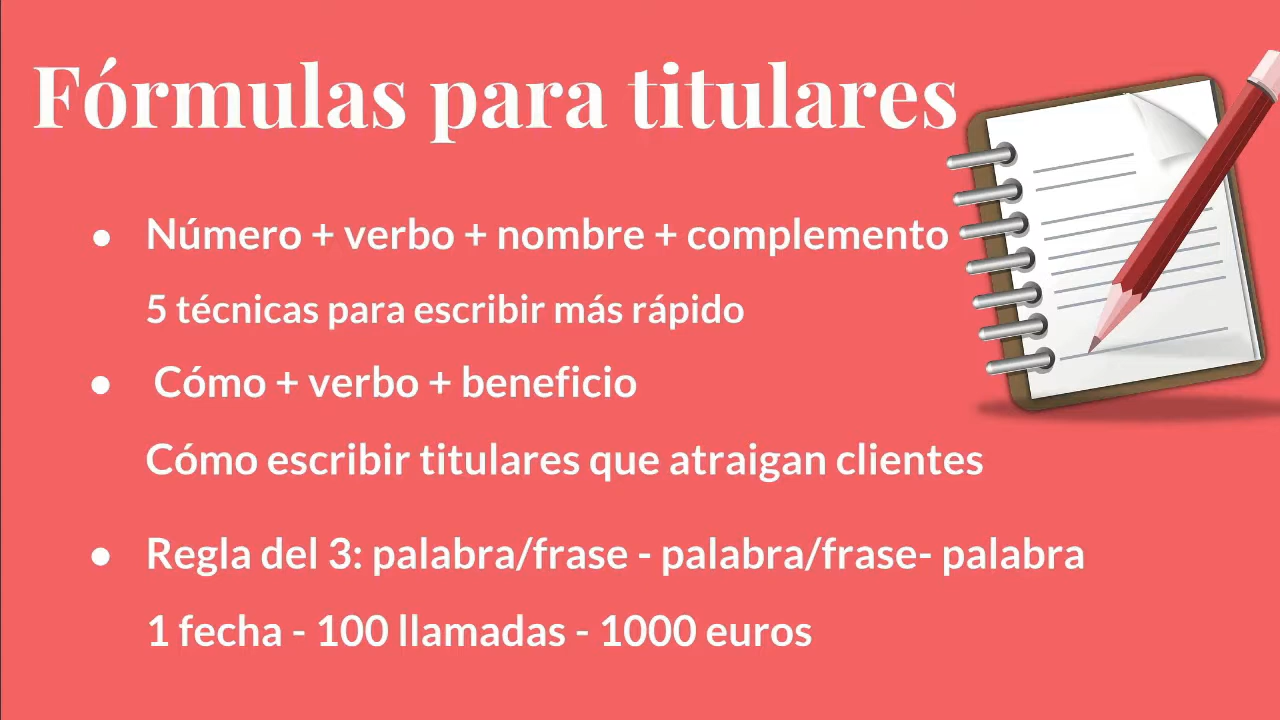 Fórmulas para titulares
● Número + verbo + nombre + complemento
5 técnicas para escribir más rápido
● Cómo + verbo + beneficio
Cómo escribir titulares que atraigan clientes
● Regla del 3: palabra/frase - palabra/frase- palabra
1 fecha - 100 llamadas - 1000 euros